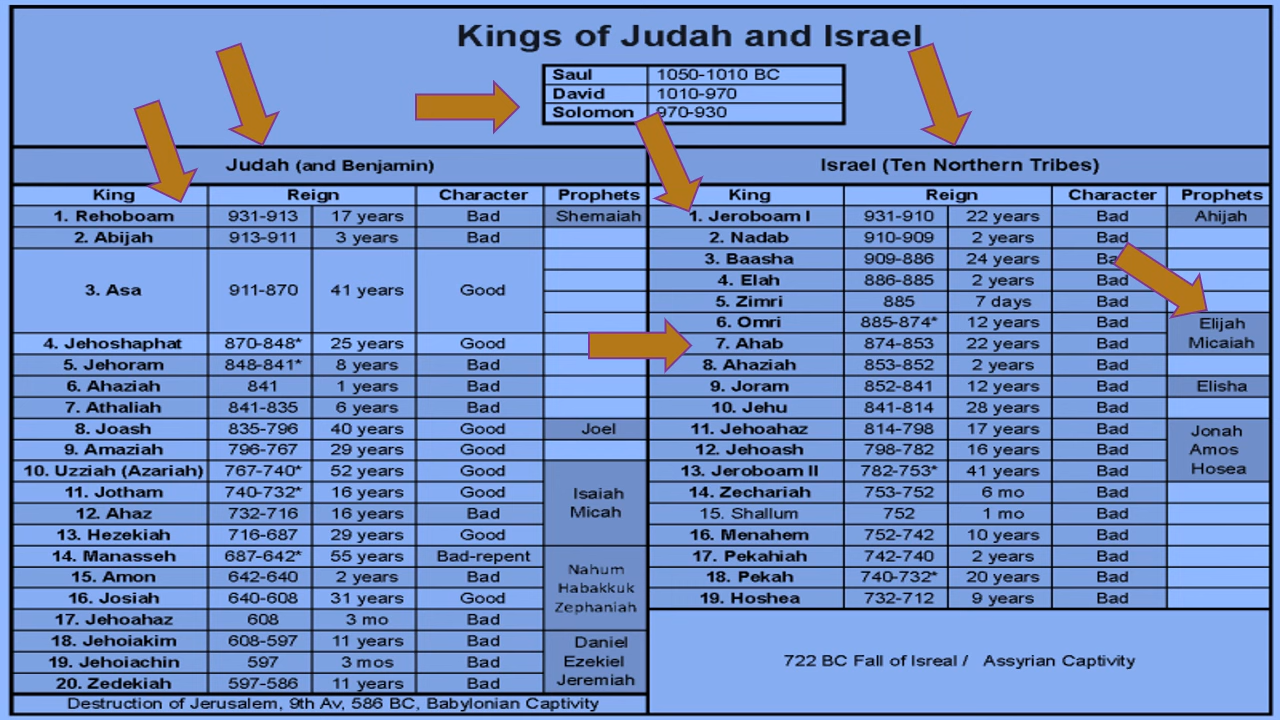 Kings of Judah and Israel
Saul 1050-1010 BC
David 1010-970
Solomon 970-930
Judah (and Benjamin)
King Reign Character Prophets
1. Rehoboam 931-913 17 years Bad Shemaiah
2. Abijah 913-911 3 years Bad
3. Asa 911-870 41 years Good
4. Jehoshaphat 870-848* 25 years Good
5. Jehoram 848-841* 8 years Bad
6. Ahaziah 841 1 years Bad
7. Athaliah 841-835 6 years Bad
8. Joash 835-796 40 years Good Joel
9. Amaziah 796-767 29 years Good
10. Uzziah (Azariah) 767-740* 52 years Good
11. Jotham 740-732* 16 years Good Isaiah
12. Ahaz 732-716 16 years Bad Micah
13. Hezekiah 716-687 29 years Good
14. Manasseh 687-642* 55 years Bad-repent Nahum
15. Amon 642-640 2 years Bad Habakkuk
16. Josiah 640-608 31 years Good Zephaniah
17. Jehoahaz 608 3 mo Bad
18. Jehoiakim 608-597 11 years Bad Daniel
19. Jehoiachin 597 3 mos Bad Ezekiel
20. Zedekiah 597-586 11 years Bad Jeremiah
Destruction of Jerusalem, 9th Av, 586 BC, Babylonian Captivity
Israel (Ten Northern Tribes)
King Reign Character Prophets
1. Jeroboam I 931-910 22 years Bad Ahijah
2. Nadab 910-909 2 years Bad
3. Baasha 909-886 24 years Bad
4. Elah 886-885 2 years Bad
5. Zimri 885 7 days Bad
6. Omri 885-874* 12 years Bad Elijah
7. Ahab 874-853 22 years Bad Micaiah
8. Ahaziah 853-852 2 years Bad
9. Joram 852-841 12 years Bad Elisha
10. Jehu 841-814 28 years Bad
11. Jehoahaz 814-798 17 years Bad Jonah
12. Jehoash 798-782 16 years Bad Amos
13. Jeroboam II 782-753* 41 years Bad Hosea
14. Zechariah 753-752 6 mo Bad
15. Shallum 752 1 mo Bad
16. Menahem 752-742 10 years Bad
17. Pekahiah 742-740 2 years Bad
18. Pekah 740-732* 20 years Bad
19. Hoshea 732-712 9 years Bad
722 BC Fall of Isreal / Assyrian Captivity